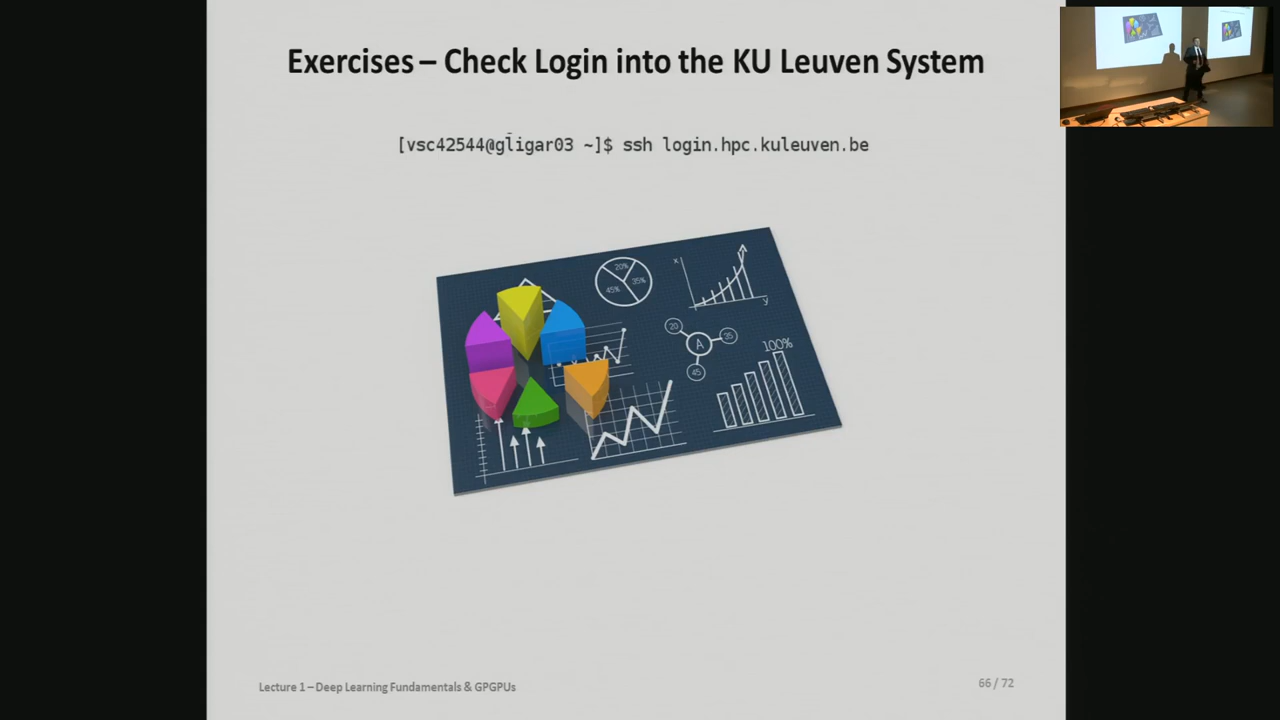 Exercises – Check Login into the KU Leuven System
[vsc42544@gligar03 ~]$ ssh login.hpc.kuleuven.be
20%
45%
35%
x
y
20
A
35
45
100%
Lecture 1 – Deep Learning Fundamentals & GPGPUs
66 / 72